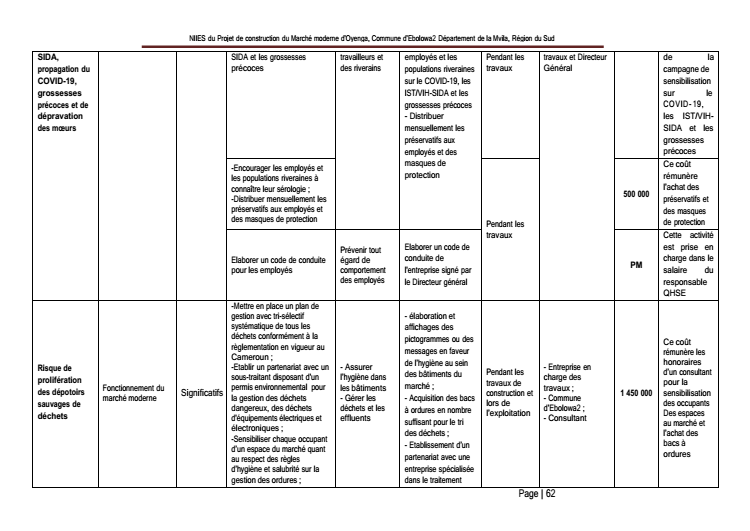 NIIES du Projet de construction du Marché moderne d'Oyenga, Commune d'Ebolowa2 Département de la Mvila, Région du Sud
SIDA,
propagation du
COVID-19,
grossesses
précoces et de
dépravation
des mœurs
SIDA et les grossesses
précoces
travailleurs et
des riverains
employés et les
populations riveraines
sur le COVID-19, les
IST/VIH-SIDA et les
grossesses précoces
- Distribuer
mensuellement les
préservatifs aux
employés et des
masques de
protection
Pendant les
travaux
travaux et Directeur
Général
de la
campagne de
sensibilisation
sur le
COVID-19,
les IST/VIH-
SIDA et les
grossesses
précoces
-Encourager les employés et
les populations riveraines à
connaître leur sérologie ;
-Distribuer mensuellement les
préservatifs aux employés et
des masques de protection
Pendant les
travaux
500 000
Ce coût
rémunère
l'achat des
préservatifs et
des masques
de protection
Elaborer un code de conduite
pour les employés
Prévenir tout
égard de
comportement
des employés
Elaborer un code de
conduite de
l'entreprise signé par
le Directeur général
PM
Cette activité
est prise en
charge dans le
salaire du
responsable
QHSE
Risque de
prolifération
des dépotoirs
sauvages de
déchets
Fonctionnement du
marché moderne
Significatifs
-Mettre en place un plan de
gestion avec tri-sélectif
systématique de tous les
déchets conformément à la
règlementation en vigueur au
Cameroun ;
-Etablir un partenariat avec un
sous-traitant disposant d'un
permis environnemental pour
la gestion des déchets
dangereux, des déchets
d'équipements électriques et
électroniques ;
-Sensibiliser chaque occupant
d'un espace du marché quant
au respect des règles
d'hygiène et salubrité sur la
gestion des ordures ;
- Assurer
l'hygiène dans
les bâtiments
- Gérer les
déchets et les
effluents
- élaboration et
affichages des
pictogrammes ou des
messages en faveur
de l'hygiène au sein
des bâtiments du
marché ;
- Acquisition des bacs
à ordures en nombre
suffisant pour le tri
des déchets ;
- Etablissement d'un
partenariat avec une
entreprise spécialisée
dans le traitement
Pendant les
travaux de
construction et
lors de
l'exploitation
- Entreprise en
charge des
travaux ;
- Commune
d'Ebolowa2 ;
- Consultant
1 450 000
Ce coût
rémunère les
honoraires
d'un consultant
pour la
sensibilisation
des occupants
Des espaces
au marché et
l'achat des
bacs à
ordures
Page | 62